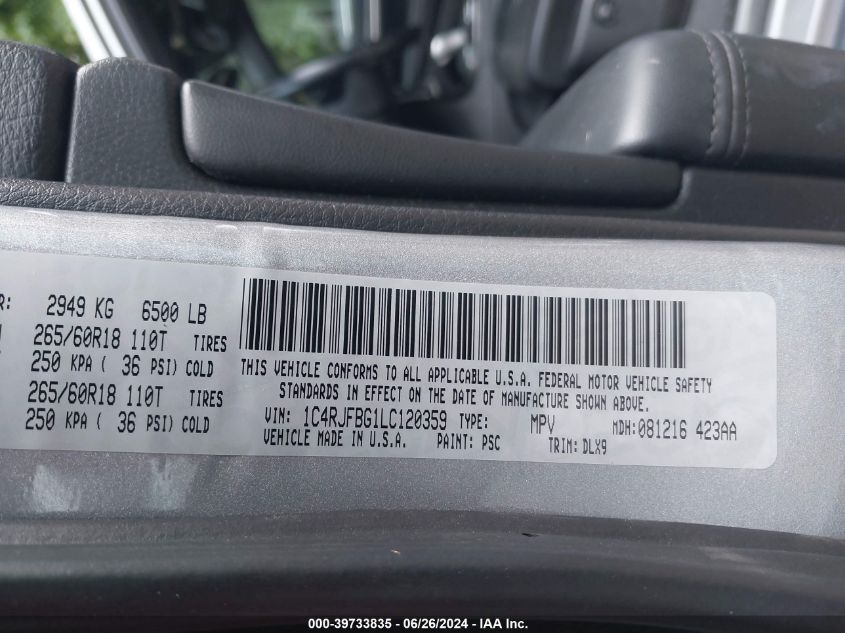 R: 2949 KG 6500 LB
265/60R18 110T TIRES
250 KPA ( 36 PSI) COLD
265/60R18 110T TIRES
250 KPA ( 36 PSI) COLD
THIS VEHICLE CONFORMS TO ALL APPLICABLE U.S.A. FEDERAL MOTOR VEHICLE SAFETY
STANDARDS IN EFFECT ON THE DATE OF MANUFACTURE SHOWN ABOVE.
VIN: 1C4RJFBG1LC120359 TYPE: MPV MDH:081216 423AA
VEHICLE MADE IN U.S.A. PAINT: PSC TRIM: DLX9
000-39733835 - 06/26/2024 - IAA Inc.